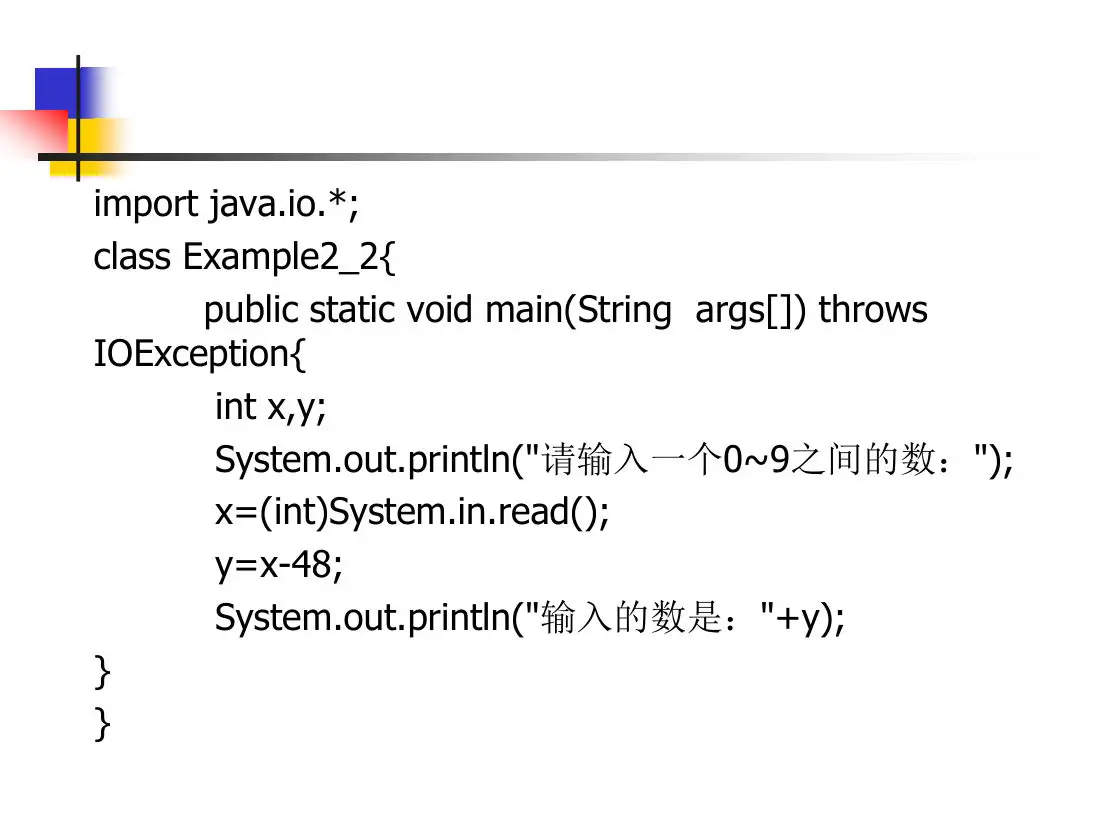 import java.io.*;
class Example2_2{
public static void main(String  args[]) throws
IOException{
int x,y;
System.out.println("请输入一个0~9之间的数：");
x=(int)System.in.read();
y=x-48;
System.out.println("输入的数是："+y);
}
}